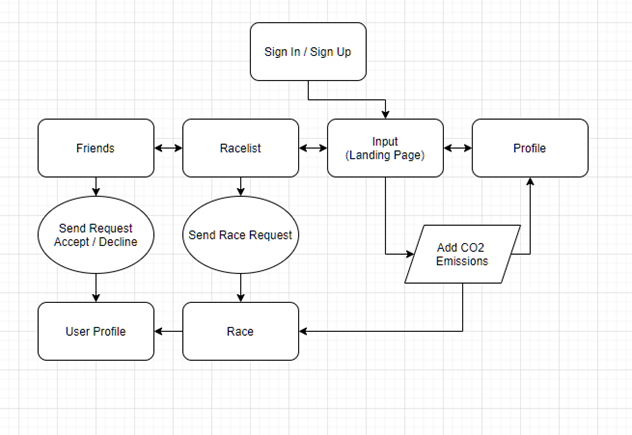 Sign In / Sign Up
Friends
Racelist
Input
(Landing Page)
Profile
Send Request
Accept / Decline
Send Race Request
Add CO2
Emissions
User Profile
Race